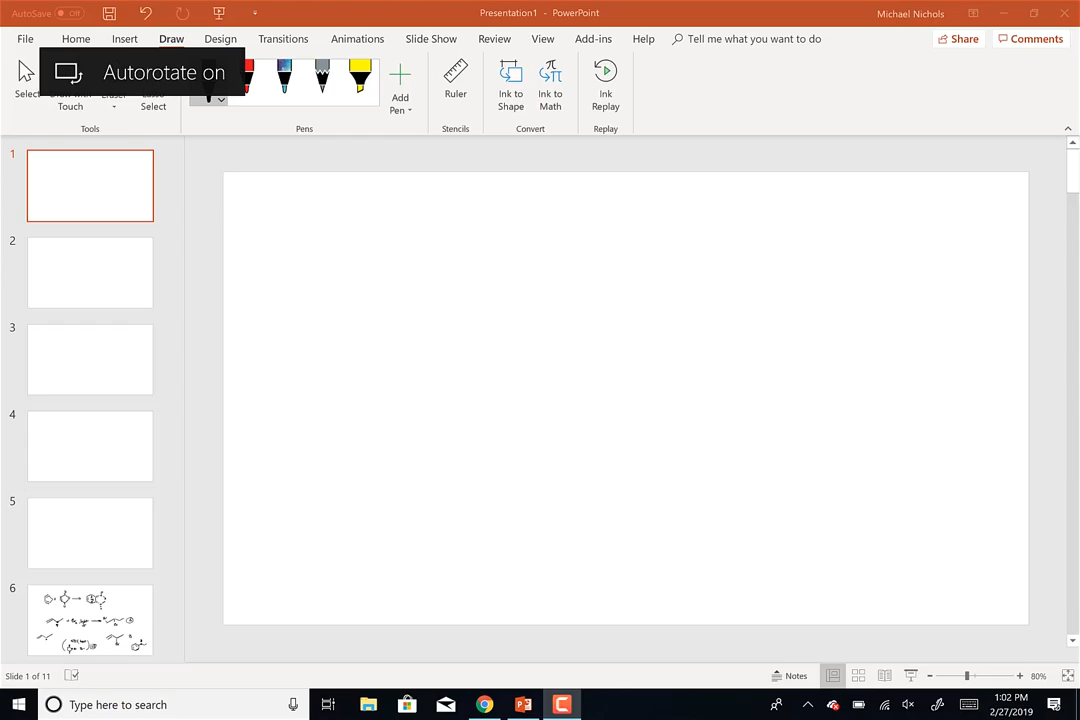 AutoSave Off
Presentation1 - PowerPoint
Michael Nichols
File Home Insert Draw Design Transitions Animations Slide Show Review View Add-ins Help Tell me what you want to do Share Comments
Autorotate on
Select
Touch
Select
Add Pen
Ruler
Ink to Shape
Ink to Math
Ink Replay
Tools
Pens
Stencils
Convert
Replay
1
2
3
4
5
6
Slide 1 of 11
Notes
80%
Type here to search
1:02 PM
2/27/2019